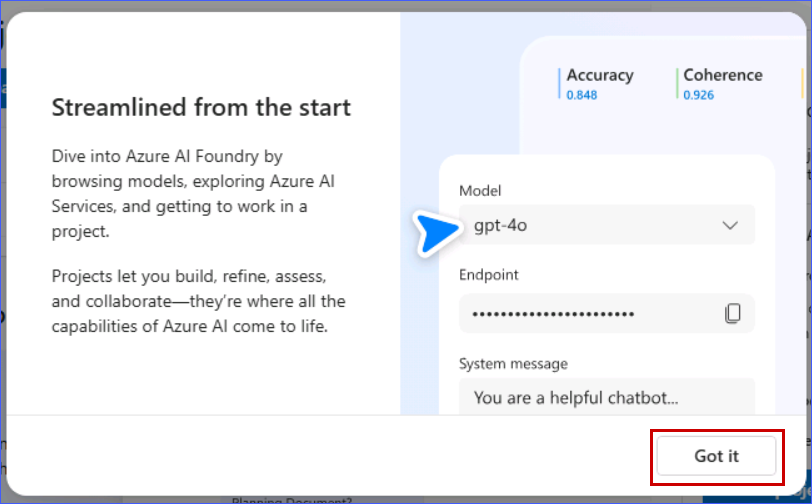 Streamlined from the start
Dive into Azure AI Foundry by
browsing models, exploring Azure AI
Services, and getting to work in a
project.
Projects let you build, refine, assess,
and collaborate—they're where all the
capabilities of Azure AI come to life.
Accuracy
0.848
Coherence
0.926
Model
gpt-4o
Endpoint
••••••••••••••••••••••••
System message
You are a helpful chatbot...
Got it
Planning Document?